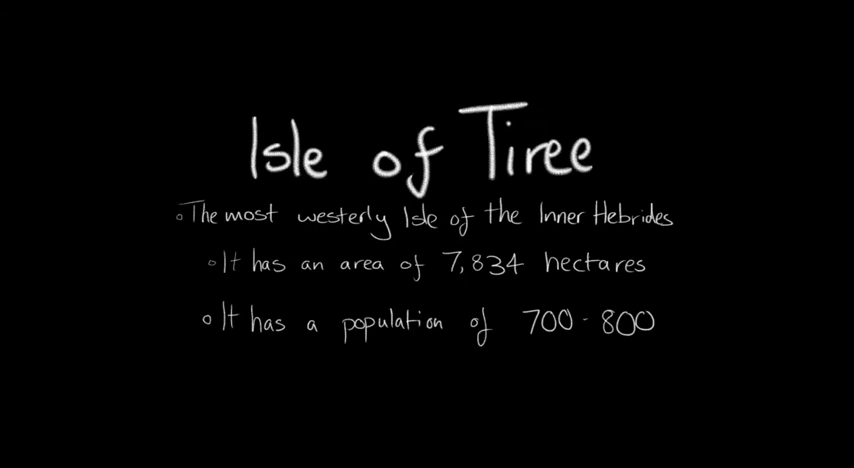 Isle of Tiree
◦The most westerly Isle of the Inner Hebrides
◦It has an area of 7,834 hectares
◦It has a population of 700-800